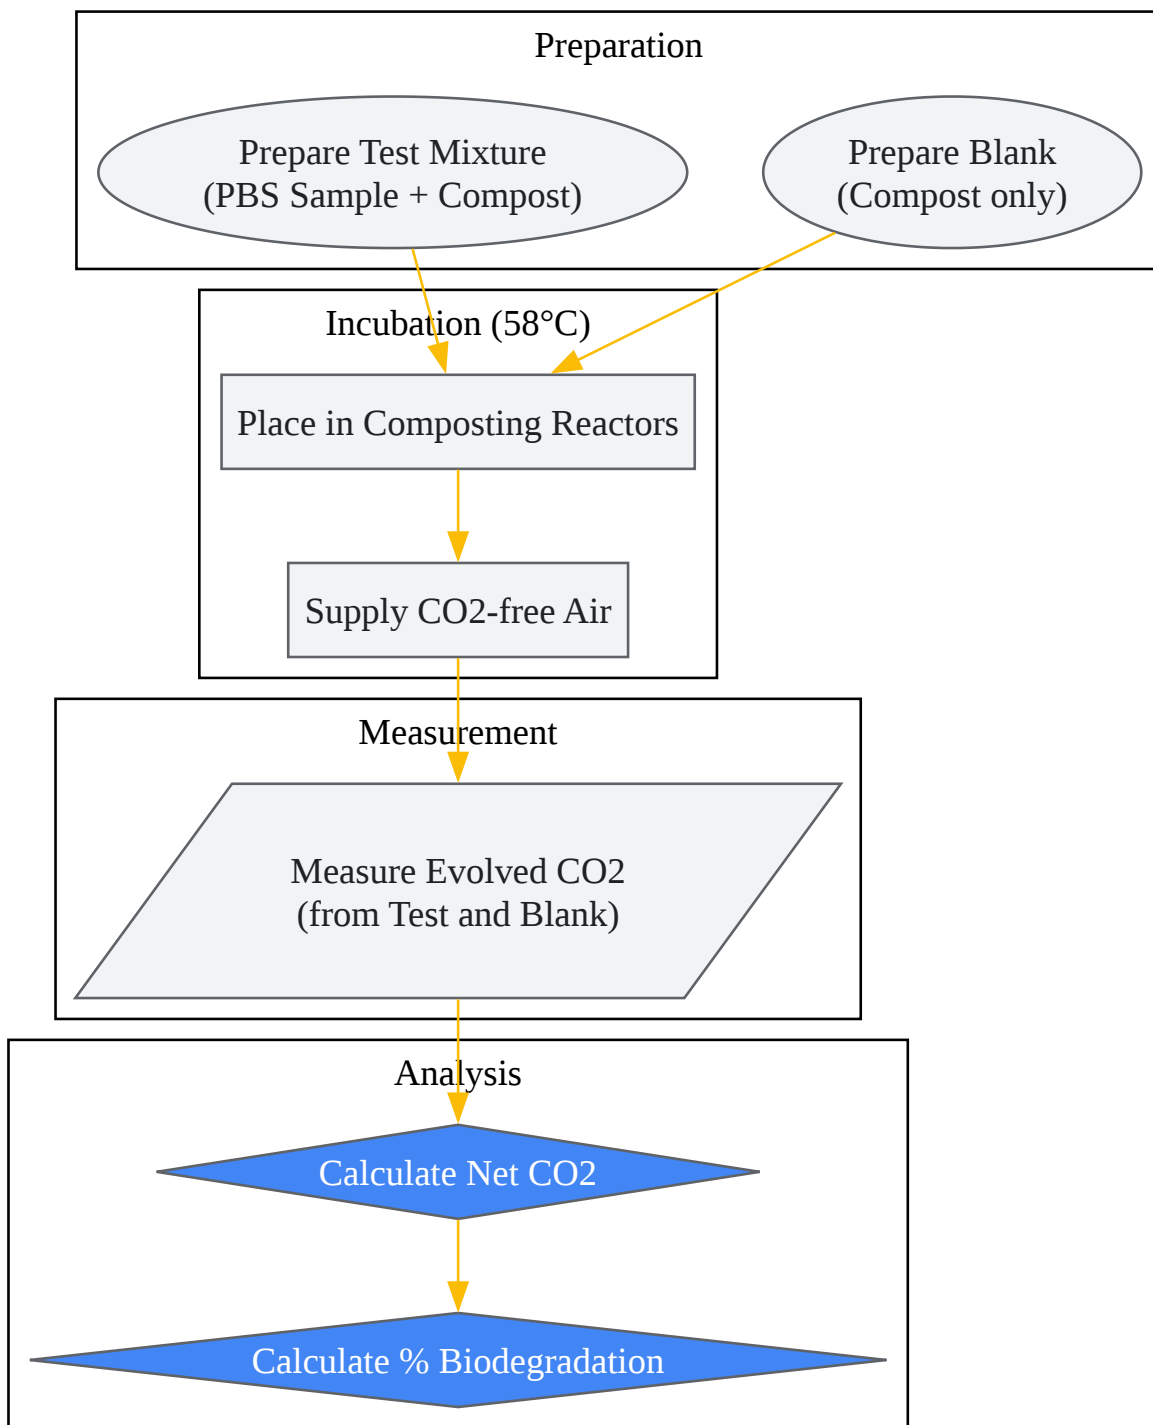 Preparation
Prepare Test Mixture
(PBS Sample + Compost)
Prepare Blank
(Compost only)
Incubation (58°C)
Place in Composting Reactors
Supply CO2-free Air
Measurement
Measure Evolved CO2
(from Test and Blank)
Analysis
Calculate Net CO2
Calculate % Biodegradation